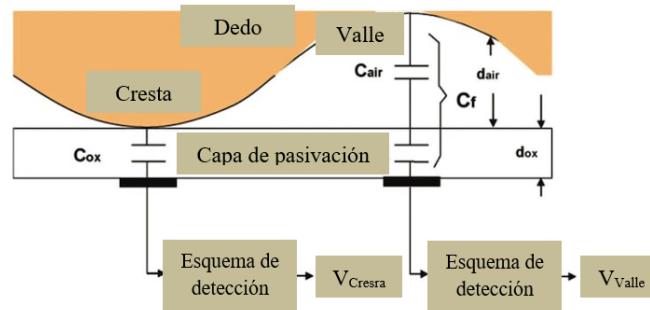 Dedo
Valle
Cresta
Cair
dair
Cf
Cox
Capa de pasivación
dox
Esquema de
detección
VCresra
Esquema de
detección
VValle